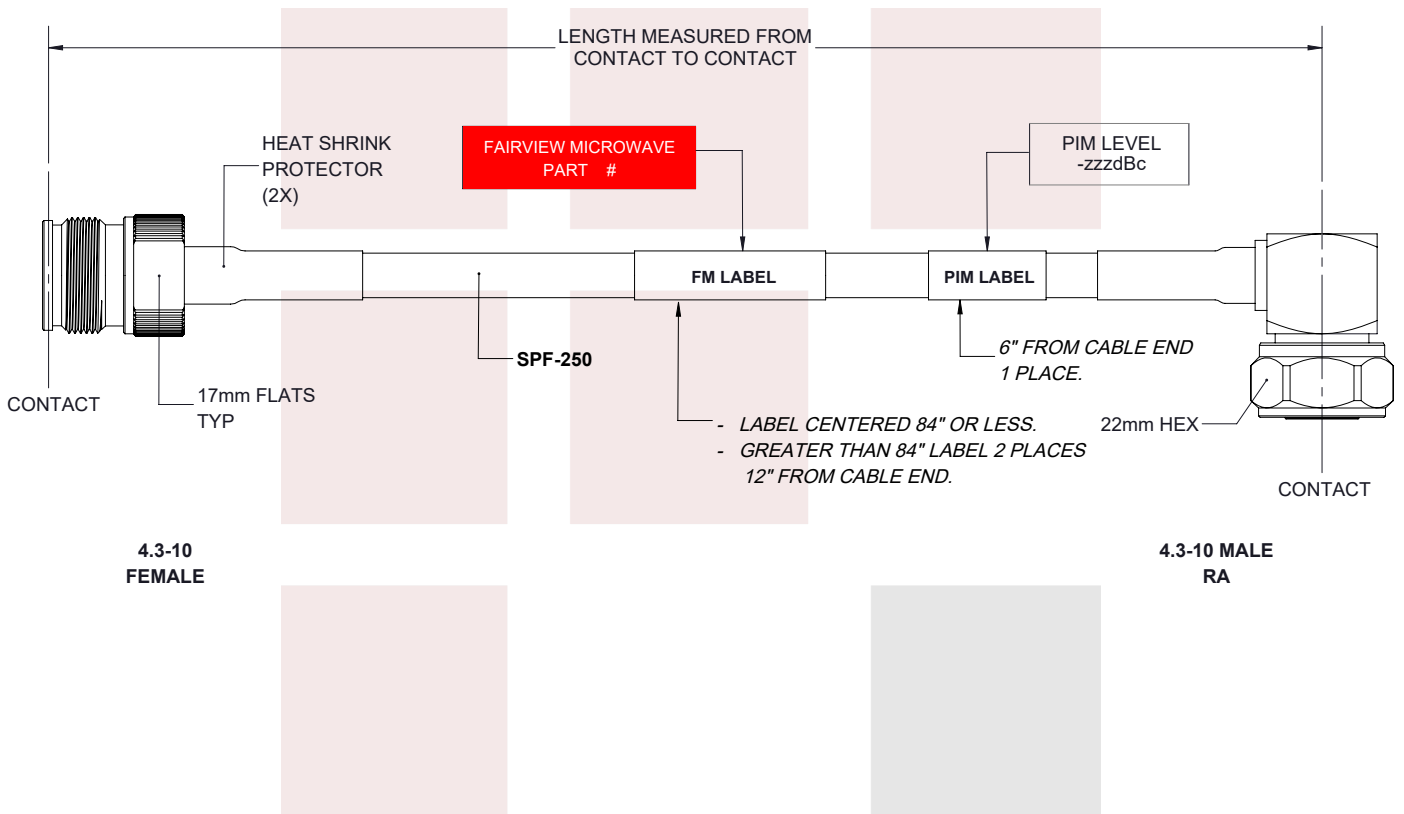 LENGTH MEASURED FROM
CONTACT TO CONTACT
HEAT SHRINK
PROTECTOR
(2X)
FAIRVIEW MICROWAVE
PART #
PIM LEVEL
-zzzdBc
FM LABEL
PIM LABEL
SPF-250
6" FROM CABLE END
1 PLACE.
CONTACT
17mm FLATS
TYP
- LABEL CENTERED 84" OR LESS.
- GREATER THAN 84" LABEL 2 PLACES
12" FROM CABLE END.
22mm HEX
CONTACT
4.3-10
FEMALE
4.3-10 MALE
RA